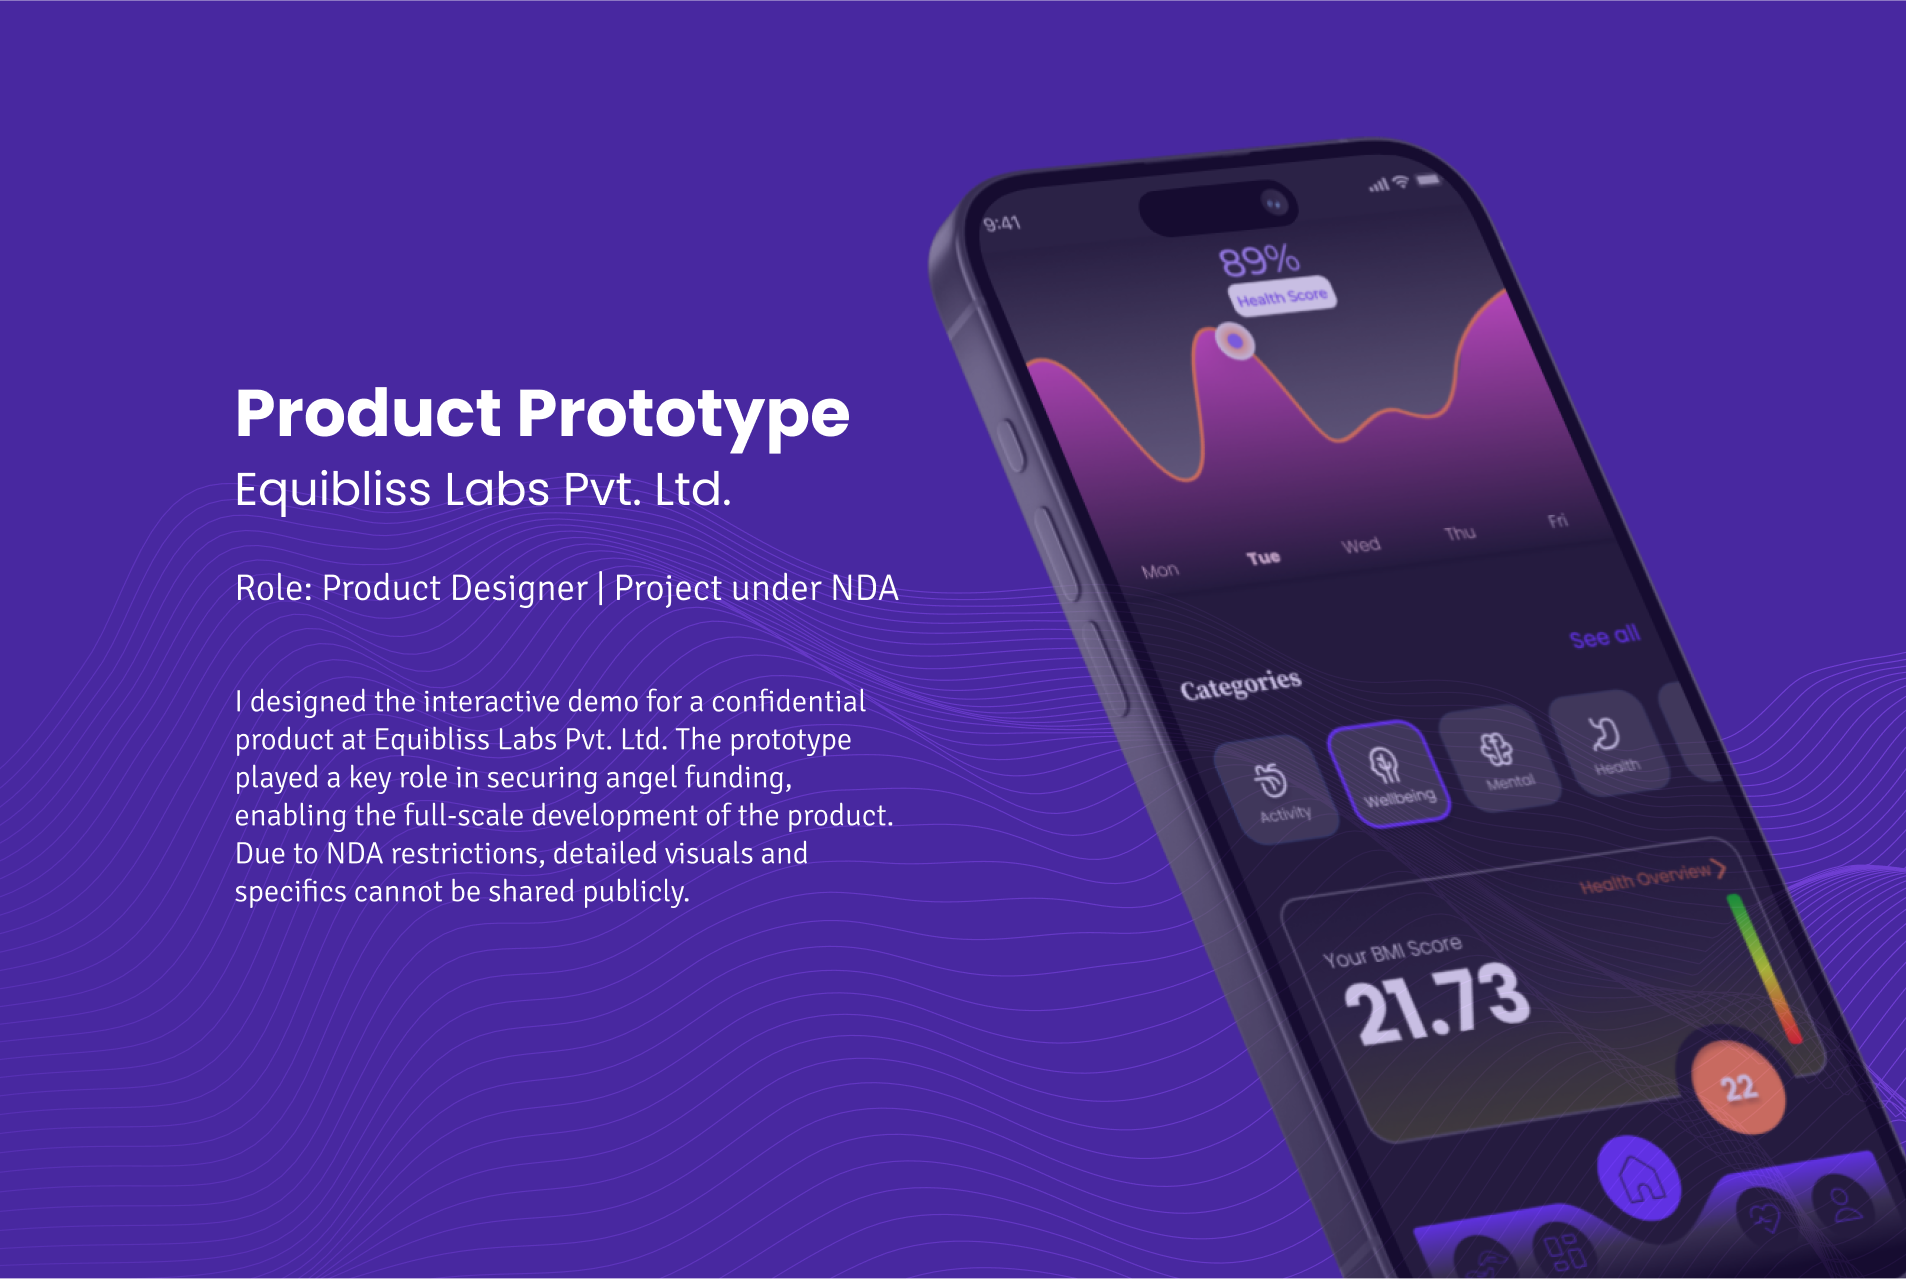 Product Prototype
Equibliss Labs Pvt. Ltd.
Role: Product Designer | Project under NDA
I designed the interactive demo for a confidential
product at Equibliss Labs Pvt. Ltd. The prototype
played a key role in securing angel funding,
enabling the full-scale development of the product.
Due to NDA restrictions, detailed visuals and
specifics cannot be shared publicly.
9:41
89%
Health Score
Mon Tue Wed Thu Fri
See all
Categories
Activity Wellbeing Mental Health
Health Overview
Your BMI Score
21.73
22